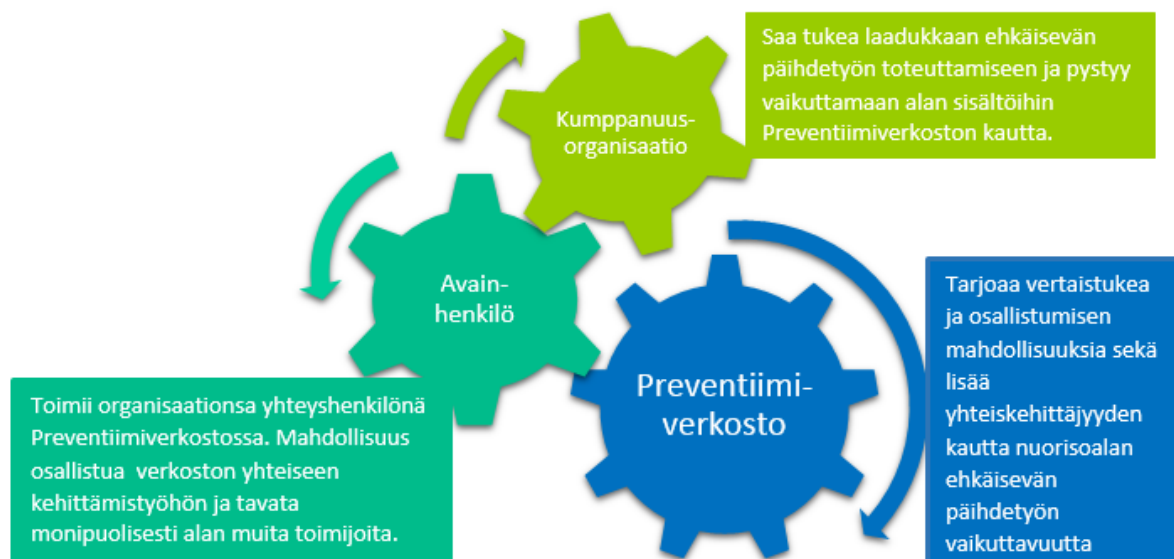 Saa tukea laadukkaan ehkäisevän
päihdetyön toteuttamiseen ja pystyy
vaikuttamaan alan sisältöihin
Preventiimiverkoston kautta.
Kumppanuus-
organisaatio
Avain-
henkilö
Preventiimi-
verkosto
Tarjoaa vertaistukea
ja osallistumisen
mahdollisuuksia sekä
lisää
yhteiskehittäjyyden
kautta nuorisoalan
ehkäisevän
päihdetyön
vaikuttavuutta
Toimii organisaationsa yhteyshenkilönä
Preventiimiverkostossa. Mahdollisuus
osallistua verkoston yhteiseen
kehittämistyöhön ja tavata
monipuolisesti alan muita toimijoita.